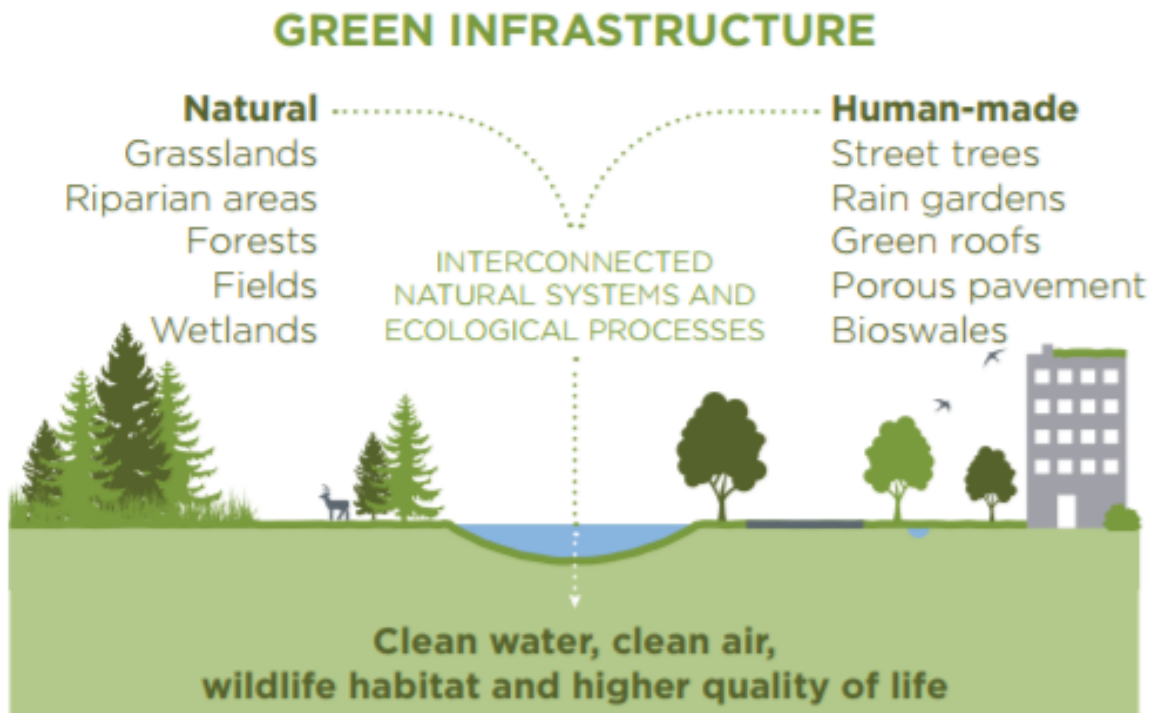 GREEN INFRASTRUCTURE
Natural
Grasslands
Riparian areas
Forests
Fields
Wetlands
Human-made
Street trees
Rain gardens
Green roofs
Porous pavement
Bioswales
INTERCONNECTED
NATURAL SYSTEMS AND
ECOLOGICAL PROCESSES
Clean water, clean air,
wildlife habitat and higher quality of life